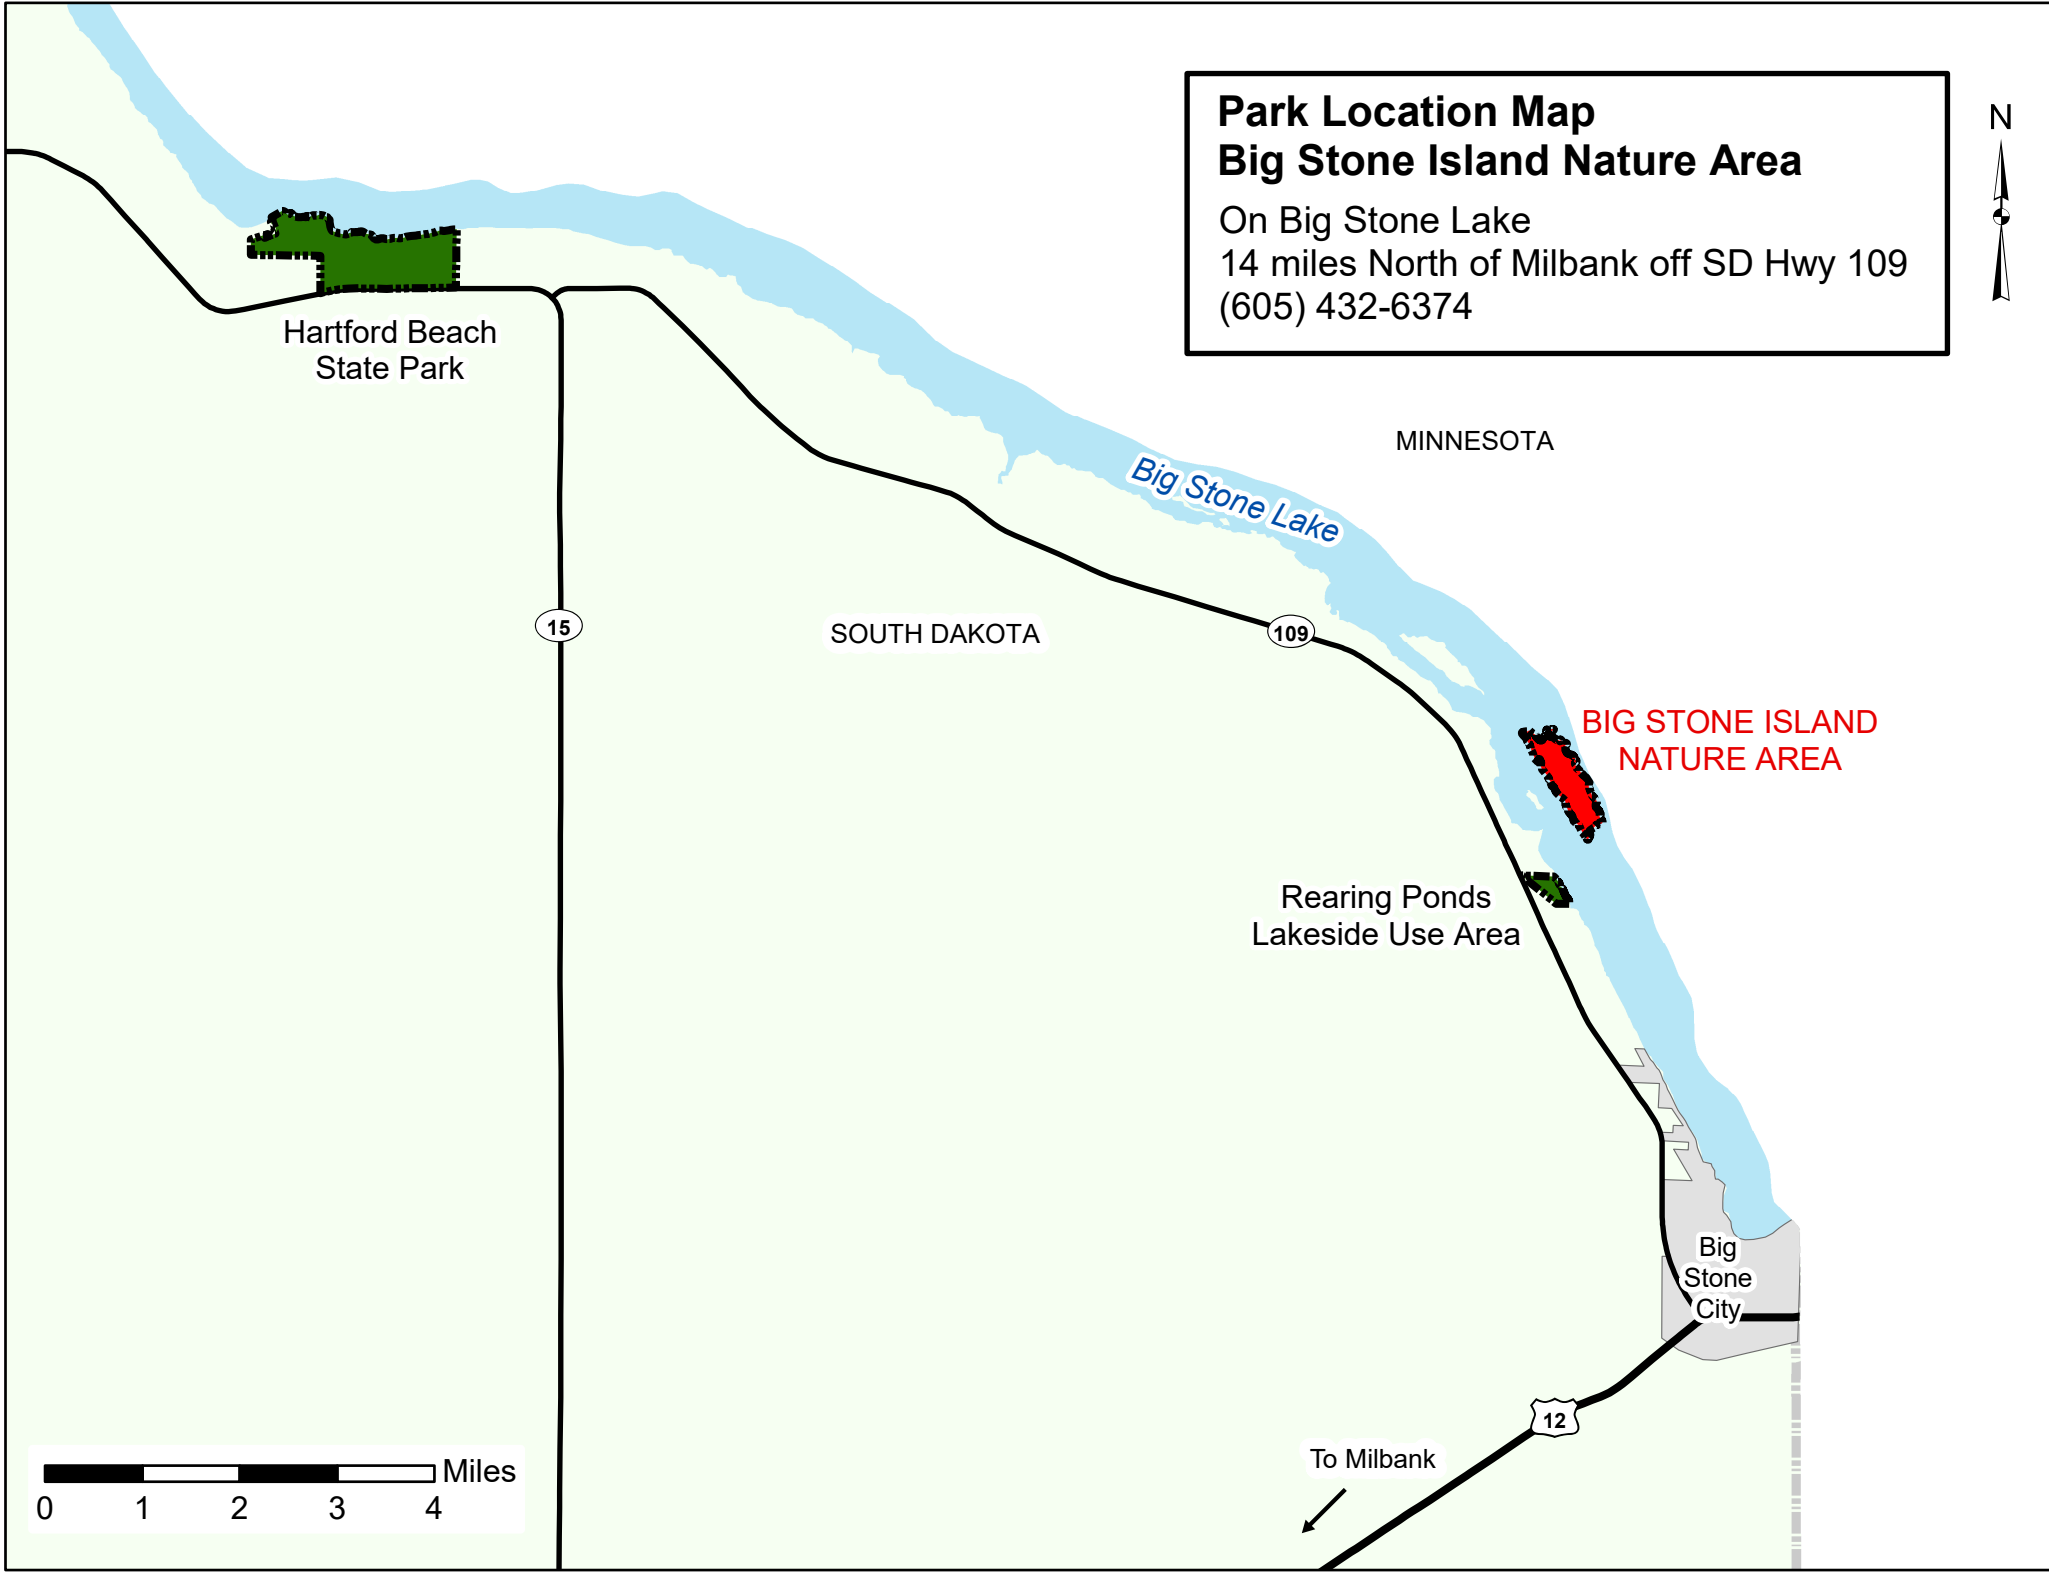 Park Location Map
Big Stone Island Nature Area
On Big Stone Lake
14 miles North of Milbank off SD Hwy 109
(605) 432-6374
N
Hartford Beach
State Park
MINNESOTA
Big Stone Lake
15
SOUTH DAKOTA
109
BIG STONE ISLAND
NATURE AREA
Rearing Ponds
Lakeside Use Area
Big
Stone
City
12
To Milbank
Miles
0 1 2 3 4